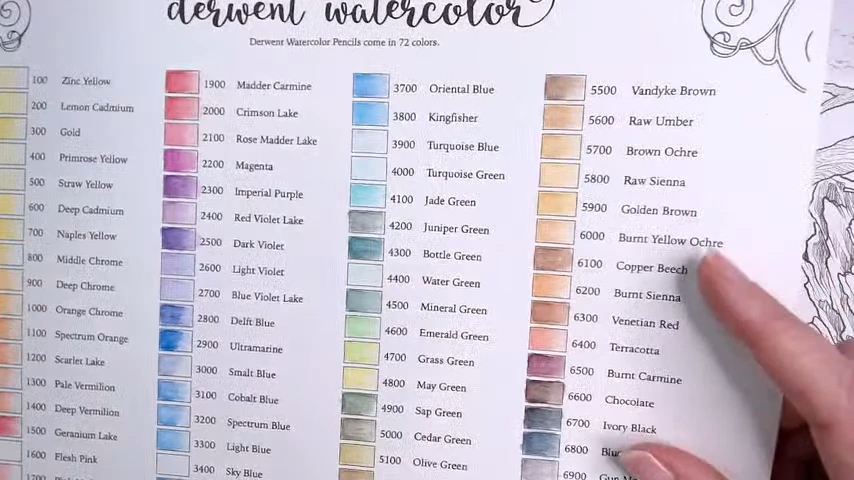 derwent watercolor
Derwent Watercolor Pencils come in 72 colors.
100 Zinc Yellow
200 Lemon Cadmium
300 Gold
400 Primrose Yellow
500 Straw Yellow
600 Deep Cadmium
700 Naples Yellow
800 Middle Chrome
900 Deep Chrome
1000 Orange Chrome
1100 Spectrum Orange
1200 Scarlet Lake
1300 Pale Vermilion
1400 Deep Vermilion
1500 Geranium Lake
1600 Flesh Pink
1900 Madder Carmine
2000 Crimson Lake
2100 Rose Madder Lake
2200 Magenta
2300 Imperial Purple
2400 Red Violet Lake
2500 Dark Violet
2600 Light Violet
2700 Blue Violet Lake
2800 Delft Blue
2900 Ultramarine
3000 Smalt Blue
3100 Cobalt Blue
3200 Spectrum Blue
3300 Light Blue
3400 Sky Blue
3700 Oriental Blue
3800 Kingfisher
3900 Turquoise Blue
4000 Turquoise Green
4100 Jade Green
4200 Juniper Green
4300 Bottle Green
4400 Water Green
4500 Mineral Green
4600 Emerald Green
4700 Grass Green
4800 May Green
4900 Sap Green
5000 Cedar Green
5100 Olive Green
5500 Vandyke Brown
5600 Raw Umber
5700 Brown Ochre
5800 Raw Sienna
5900 Golden Brown
6000 Burnt Yellow Ochre
6100 Copper Beech
6200 Burnt Sienna
6300 Venetian Red
6400 Terracotta
6500 Burnt Carmine
6600 Chocolate
6700 Ivory Black
6800
6900